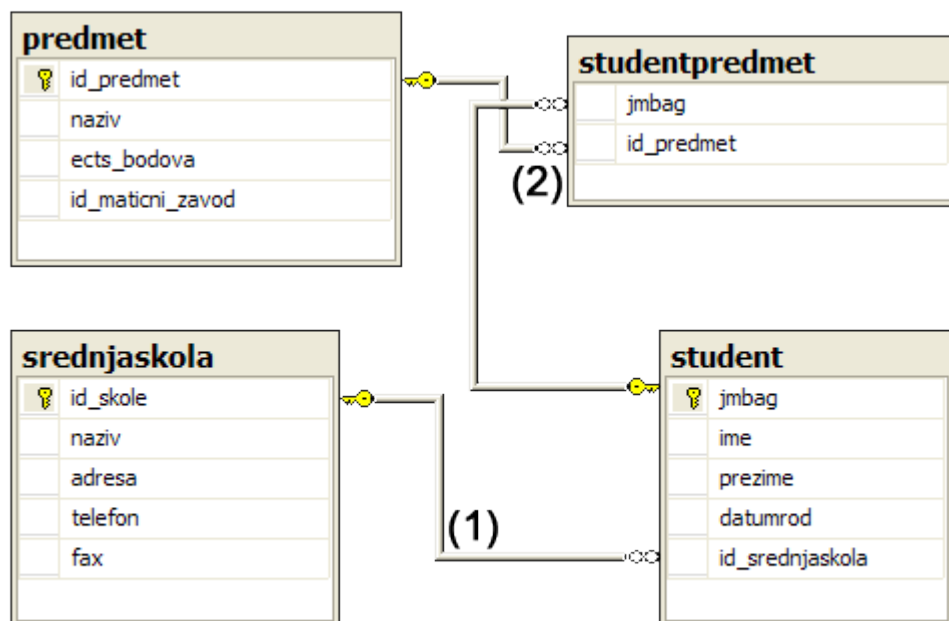 predmet
id_predmet
naziv
ects_bodova
id_maticni_zavod
studentpredmet
jmbag
id_predmet
(2)
srednjaskola
id_skole
naziv
adresa
telefon
fax
(1)
student
jmbag
ime
prezime
datumrod
id_srednjaskola